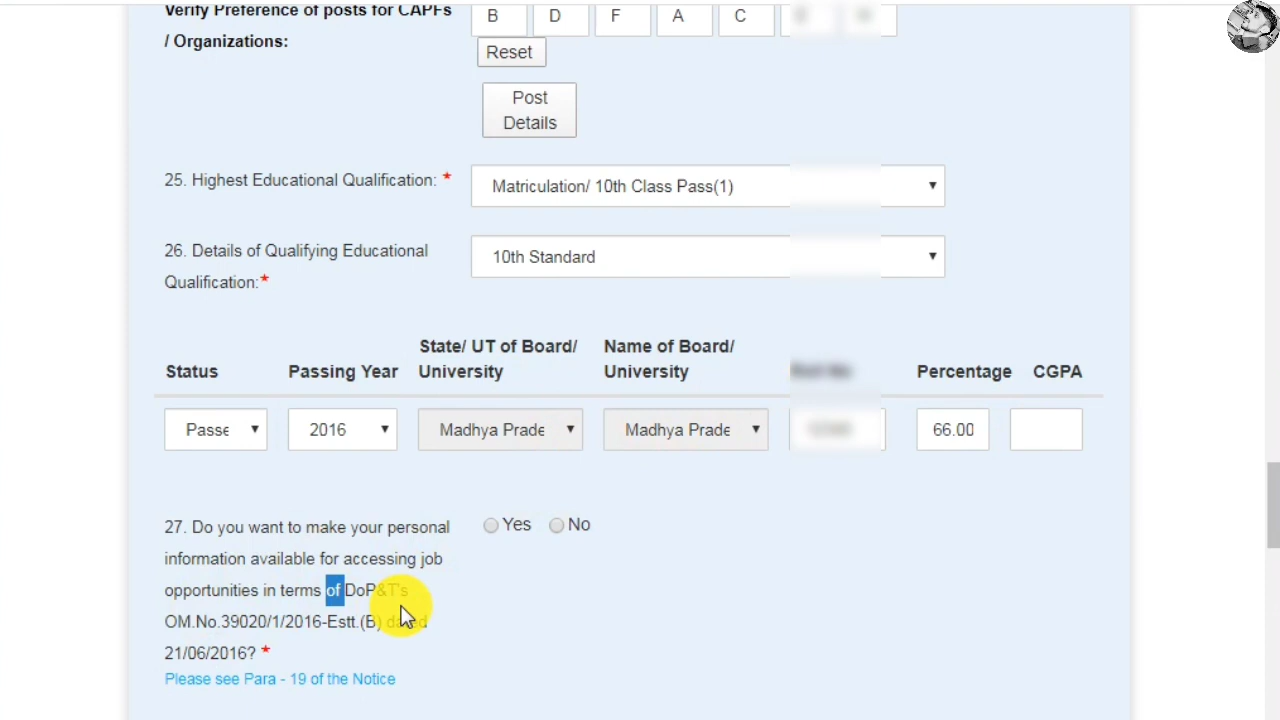 Verify Preference of posts for CAPFs
/ Organizations:
B D F A C
Reset
Post
Details
25. Highest Educational Qualification: *
Matriculation/ 10th Class Pass(1)
26. Details of Qualifying Educational
Qualification:*
10th Standard
Status
Passing Year
State/ UT of Board/
University
Name of Board/
University
Percentage
CGPA
Passe
2016
Madhya Prade
Madhya Prade
66.00
27. Do you want to make your personal
information available for accessing job
opportunities in terms of DoP&T's
OM.No.39020/1/2016-Estt.(B) dated
21/06/2016? *
Yes
No
Please see Para - 19 of the Notice